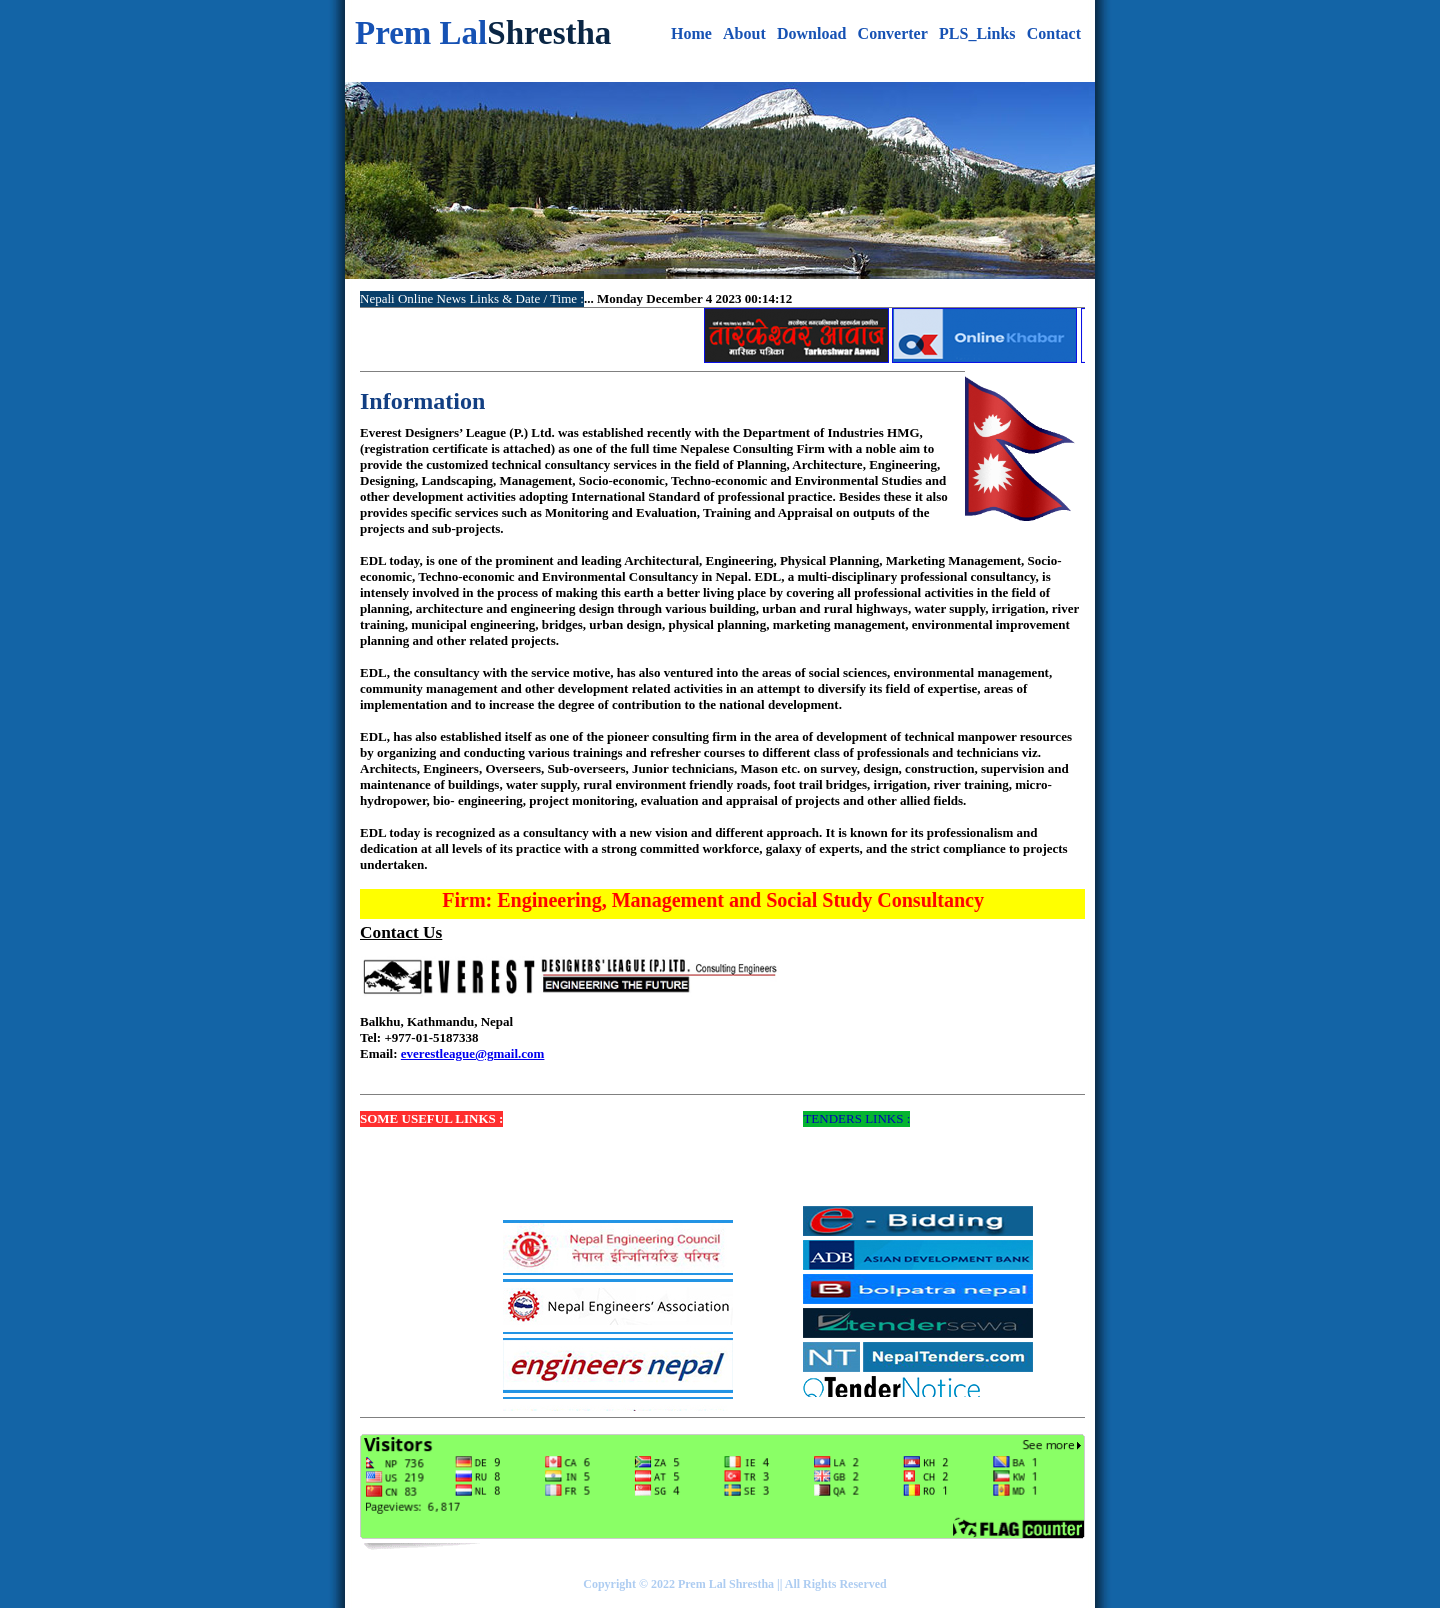 Prem LalShrestha
Home About Download Converter PLS_Links Contact
Nepali Online News Links & Date / Time :... Monday December 4 2023 00:14:12
तारकेश्वर आवाज
मासिक पत्रिका Tarkeshwar Aawaj
OnlineKhabar
Information
Everest Designers’ League (P.) Ltd. was established recently with the Department of Industries HMG,
(registration certificate is attached) as one of the full time Nepalese Consulting Firm with a noble aim to
provide the customized technical consultancy services in the field of Planning, Architecture, Engineering,
Designing, Landscaping, Management, Socio-economic, Techno-economic and Environmental Studies and
other development activities adopting International Standard of professional practice. Besides these it also
provides specific services such as Monitoring and Evaluation, Training and Appraisal on outputs of the
projects and sub-projects.
EDL today, is one of the prominent and leading Architectural, Engineering, Physical Planning, Marketing Management, Socio-
economic, Techno-economic and Environmental Consultancy in Nepal. EDL, a multi-disciplinary professional consultancy, is
intensely involved in the process of making this earth a better living place by covering all professional activities in the field of
planning, architecture and engineering design through various building, urban and rural highways, water supply, irrigation, river
training, municipal engineering, bridges, urban design, physical planning, marketing management, environmental improvement
planning and other related projects.
EDL, the consultancy with the service motive, has also ventured into the areas of social sciences, environmental management,
community management and other development related activities in an attempt to diversify its field of expertise, areas of
implementation and to increase the degree of contribution to the national development.
EDL, has also established itself as one of the pioneer consulting firm in the area of development of technical manpower resources
by organizing and conducting various trainings and refresher courses to different class of professionals and technicians viz.
Architects, Engineers, Overseers, Sub-overseers, Junior technicians, Mason etc. on survey, design, construction, supervision and
maintenance of buildings, water supply, rural environment friendly roads, foot trail bridges, irrigation, river training, micro-
hydropower, bio- engineering, project monitoring, evaluation and appraisal of projects and other allied fields.
EDL today is recognized as a consultancy with a new vision and different approach. It is known for its professionalism and
dedication at all levels of its practice with a strong committed workforce, galaxy of experts, and the strict compliance to projects
undertaken.
Firm: Engineering, Management and Social Study Consultancy
Contact Us
EVEREST DESIGNERS' LEAGUE (P.) LTD. Consulting Engineers
ENGINEERING THE FUTURE
Balkhu, Kathmandu, Nepal
Tel: +977-01-5187338
Email: everestleague@gmail.com
SOME USEFUL LINKS :
Nepal Engineering Council
नेपाल ईन्जिनियरिङ परिषद
Nepal Engineers' Association
engineers nepal
TENDERS LINKS :
e - Bidding
ADB ASIAN DEVELOPMENT BANK
B bolpatra nepal
tendersewa
NT NepalTenders.com
TenderNotice
Visitors See more
NP 736 DE 9 CA 6 ZA 5 IE 4 LA 2 KH 2 BA 1
US 219 RU 8 IN 5 AT 5 TR 3 GB 2 CH 2 KW 1
CN 83 NL 8 FR 5 SG 4 SE 3 QA 2 RO 1 MD 1
Pageviews: 6,817
FLAG counter
Copyright © 2022 Prem Lal Shrestha || All Rights Reserved